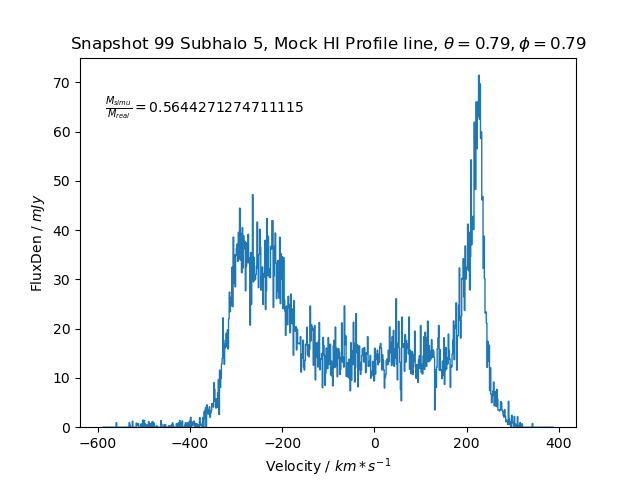 Snapshot 99 Subhalo 5, Mock HI Profile line, θ = 0.79, ϕ = 0.79
M_simu/M_real = 0.5644271274711115
FluxDen / mJy
70
60
50
40
30
20
10
0
−600 −400 −200 0 200 400
Velocity / km * s⁻¹